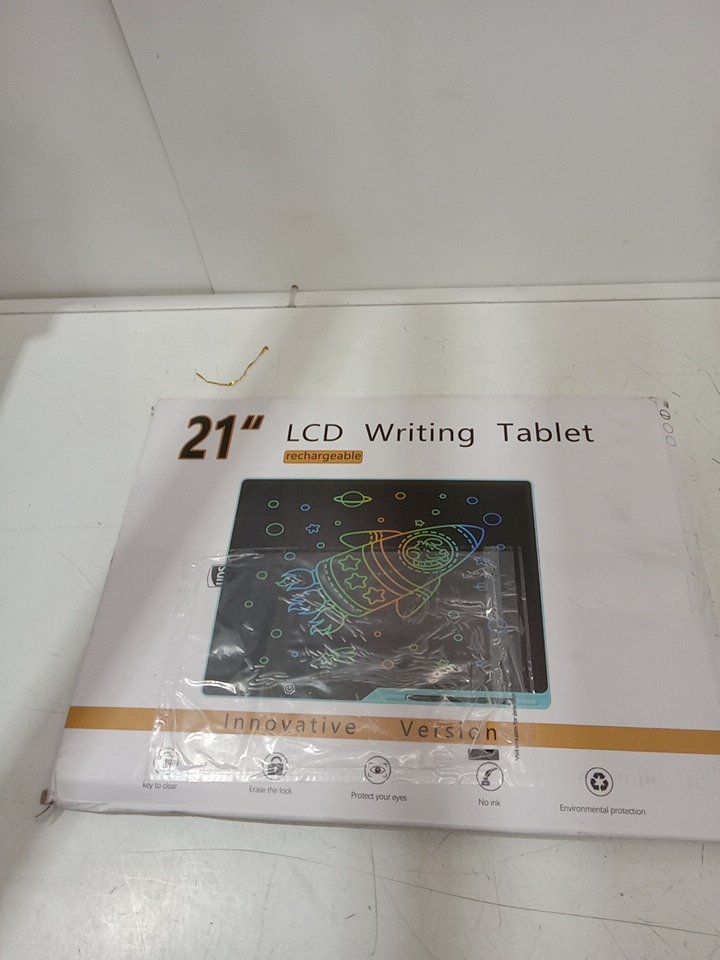 21" LCD Writing Tablet
rechargeable
Innovative Version
key to clear
Erase the lock
Protect your eyes
No ink
Environmental protection